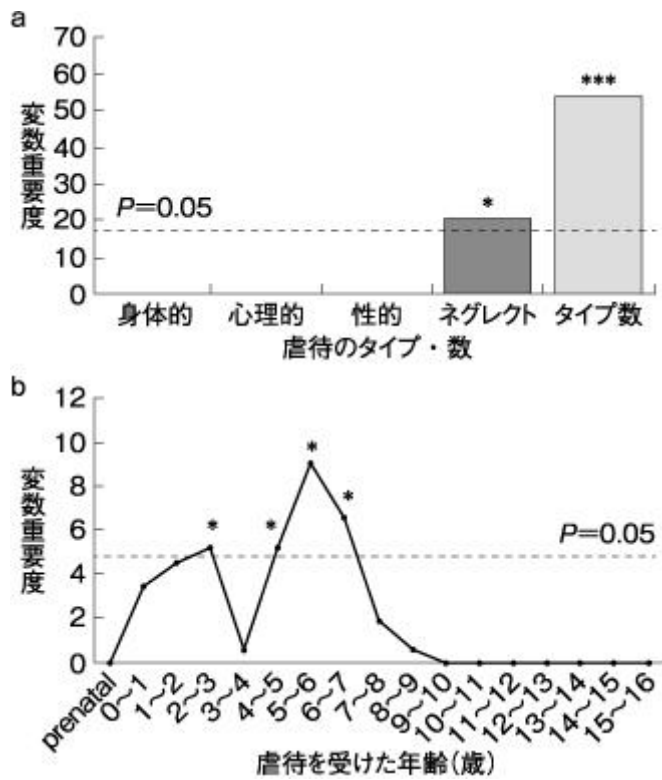 a
70
60
50
40
30
20
10
0
変数重要度
P=0.05
*
***
身体的 心理的 性的 ネグレクト タイプ数
虐待のタイプ・数
b
12
10
8
6
4
2
0
変数重要度
* * * *
P=0.05
prenatal 0〜1 1〜2 2〜3 3〜4 4〜5 5〜6 6〜7 7〜8 8〜9 9〜10 10〜11 11〜12 12〜13 13〜14 14〜15 15〜16
虐待を受けた年齢(歳)